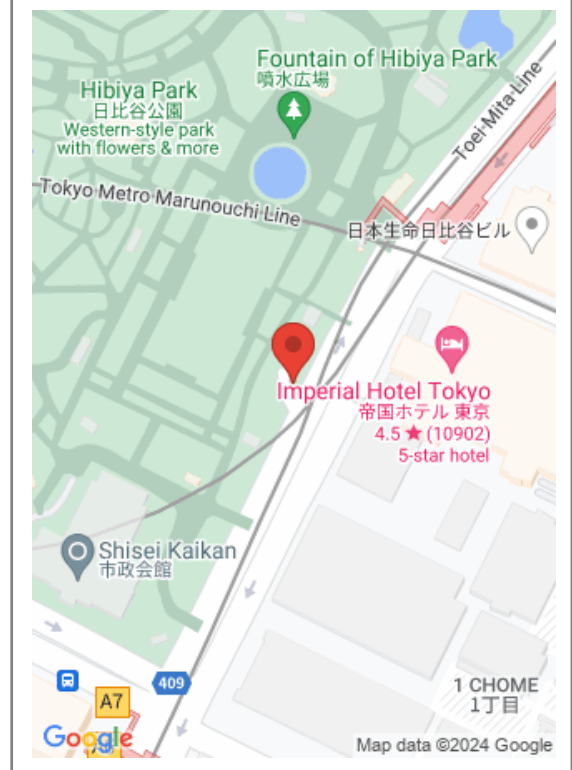 Fountain of Hibiya Park
噴水広場
Hibiya Park
日比谷公園
Western-style park
with flowers & more
Toei Mita Line
Tokyo Metro Marunouchi Line
日本生命日比谷ビル
Imperial Hotel Tokyo
帝国ホテル 東京
4.5 ★ (10902)
5-star hotel
Shisei Kaikan
市政会館
409
A7
1 CHOME
1丁目
Google
Map data ©2024 Google